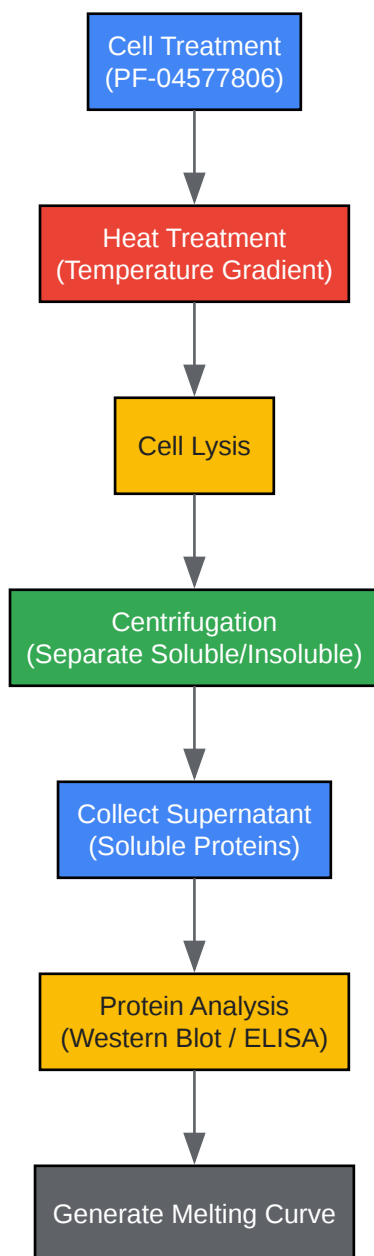 Cell Treatment
(PF-04577806)
Heat Treatment
(Temperature Gradient)
Cell Lysis
Centrifugation
(Separate Soluble/Insoluble)
Collect Supernatant
(Soluble Proteins)
Protein Analysis
(Western Blot / ELISA)
Generate Melting Curve